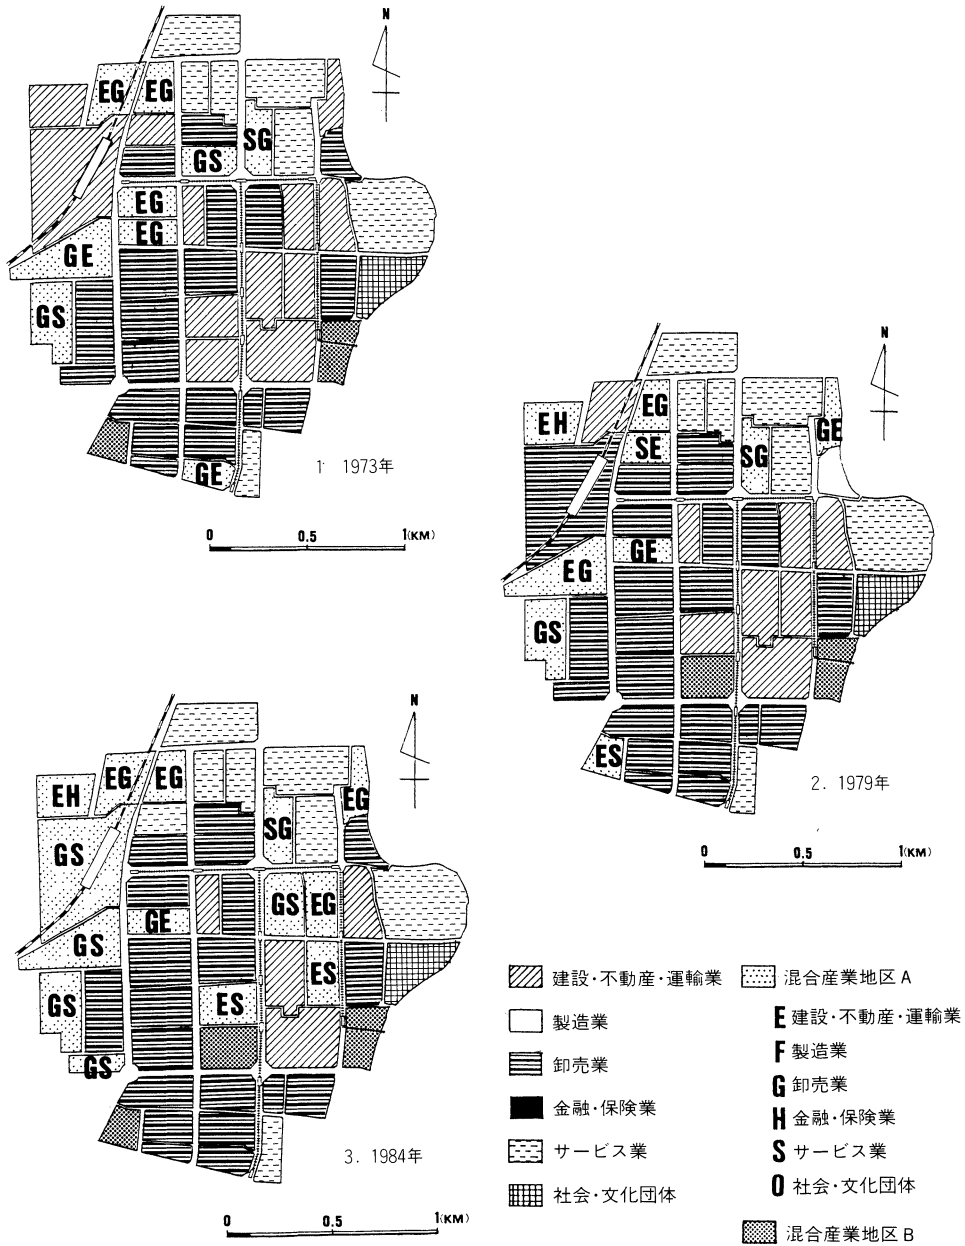 N
EG EG
SG
GS
EG
EG
GE
GS
GE
1 1973年
0 0.5 1(KM)
N
EH EG GE
SE SG
GE
EG
GS
ES
2. 1979年
0 0.5 1(KM)
N
EH EG EG EG
GS SG
GE GS EG
GS
ES
GS ES
GS
3. 1984年
0 0.5 1(KM)
建設・不動産・運輸業
製造業
卸売業
金融・保険業
サービス業
社会・文化団体
混合産業地区A
E 建設・不動産・運輸業
F 製造業
G 卸売業
H 金融・保険業
S サービス業
O 社会・文化団体
混合産業地区B